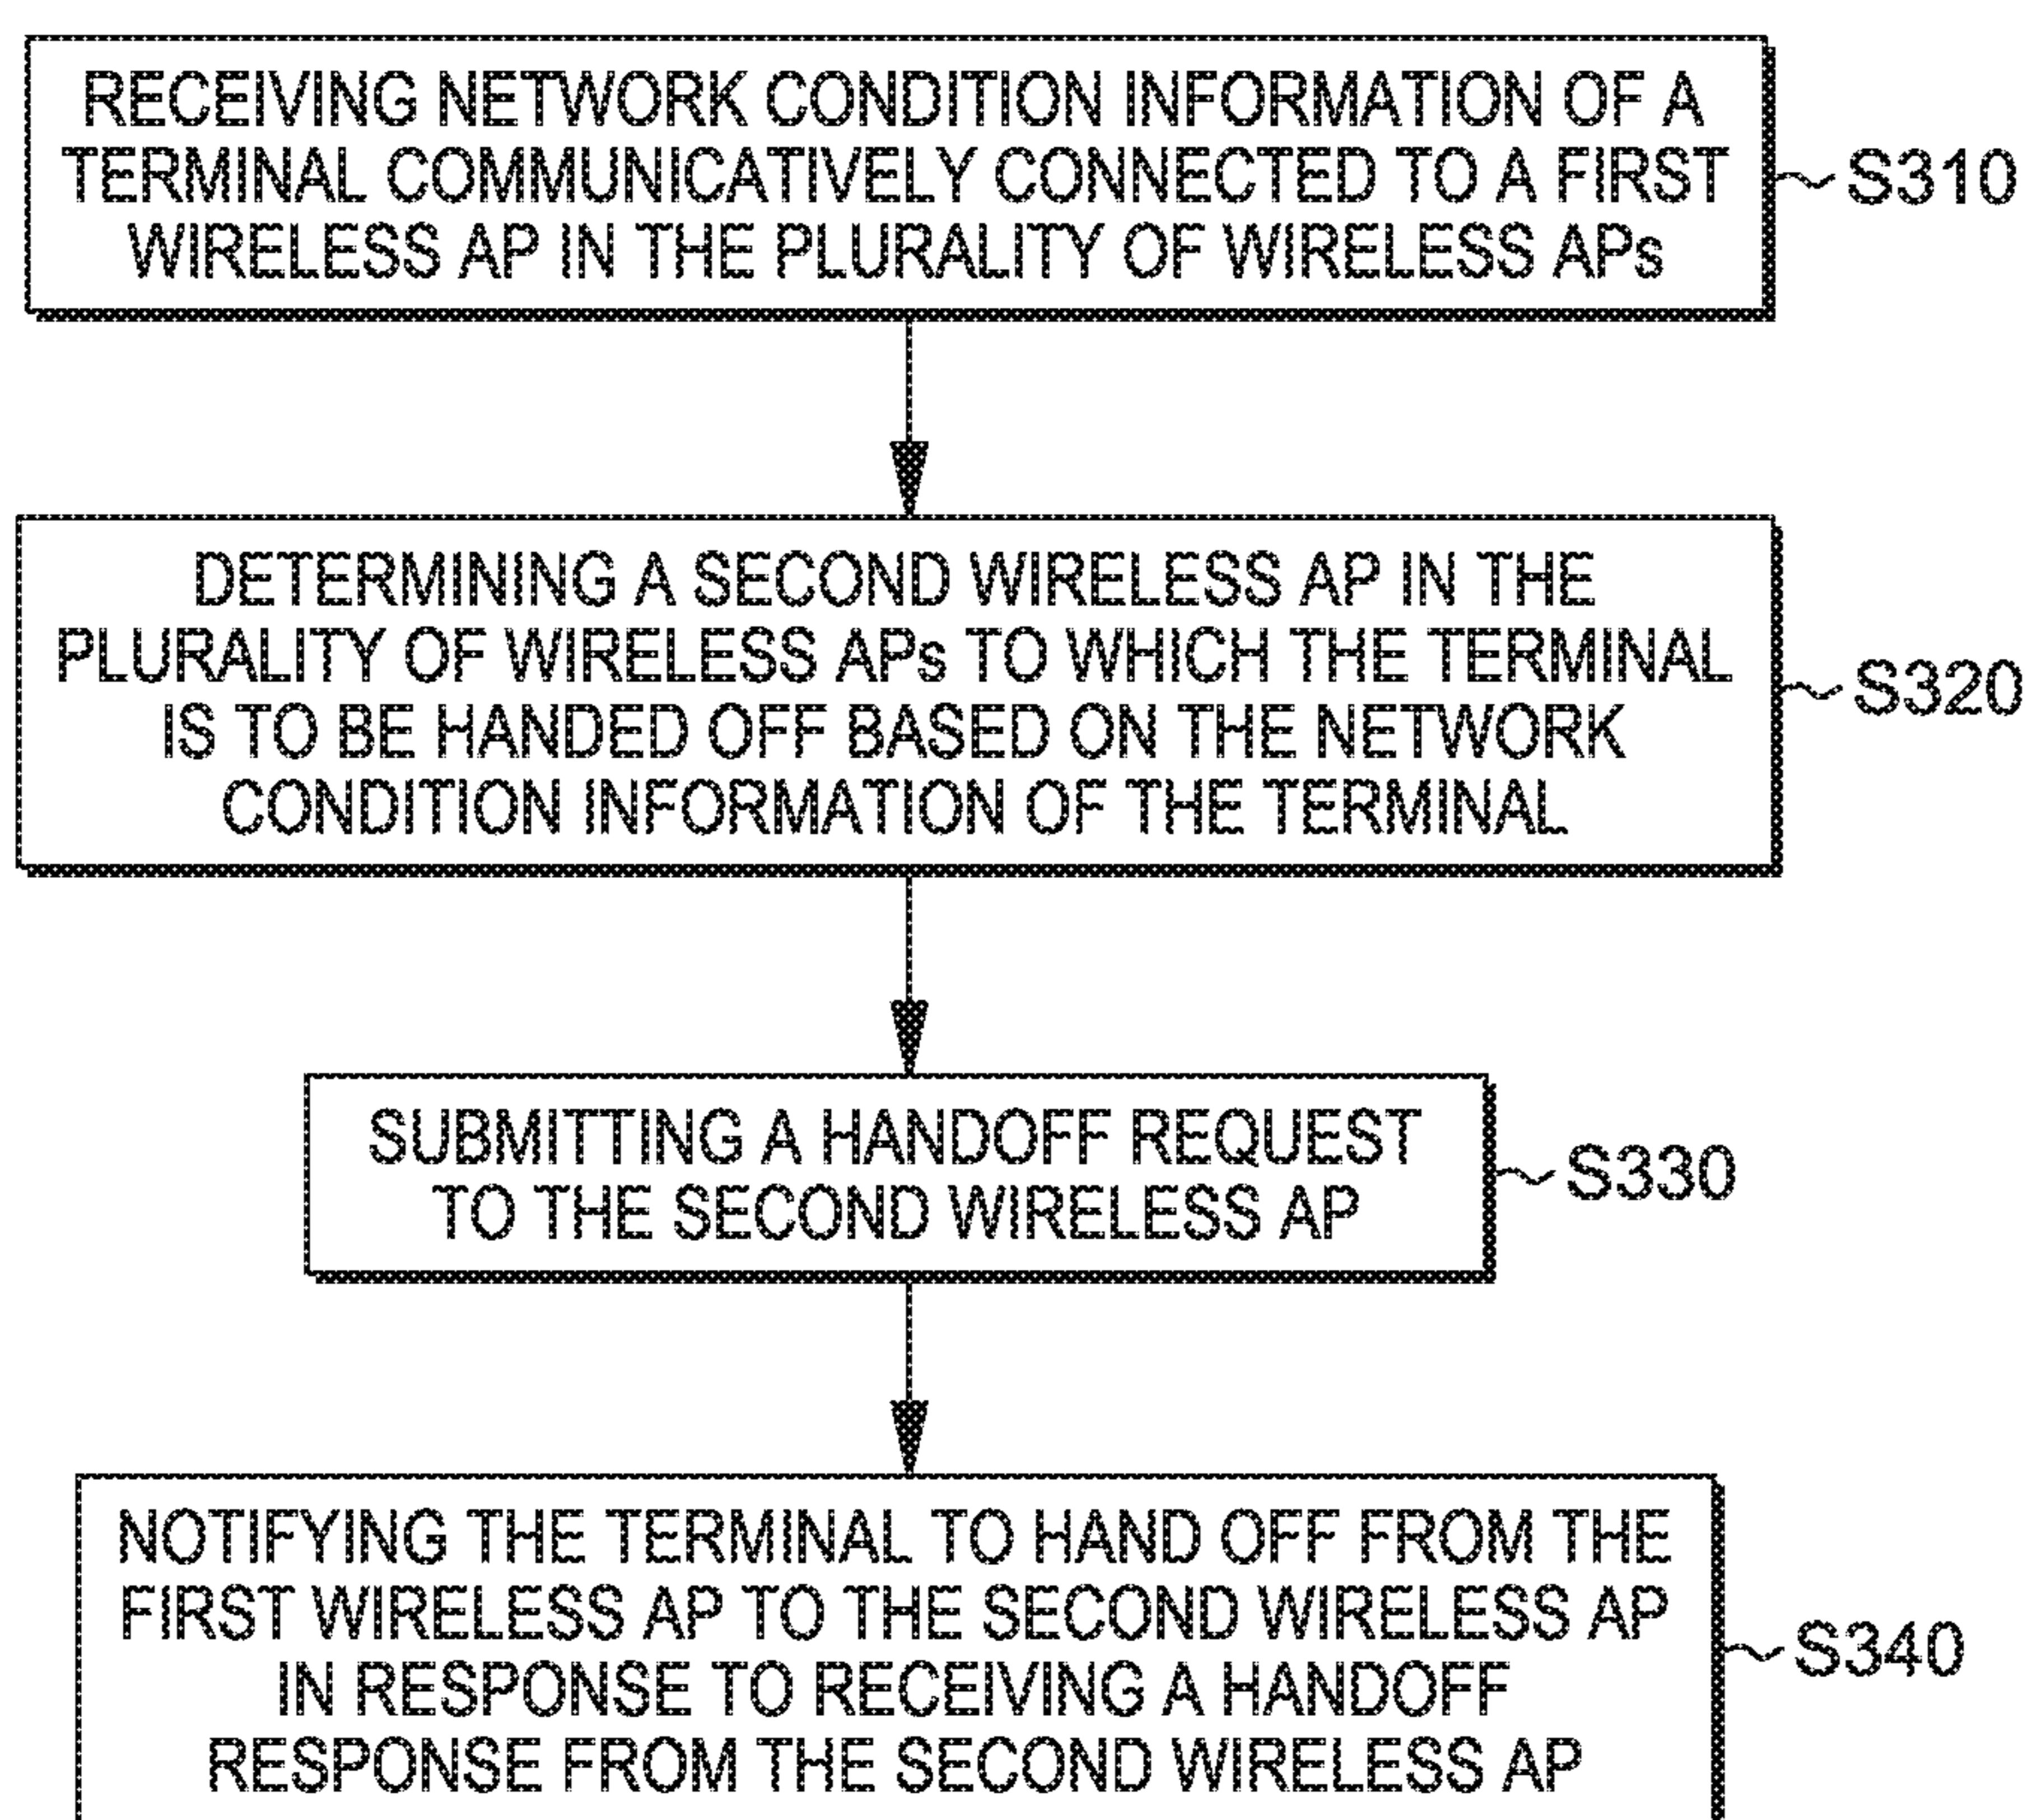 RECEIVING NETWORK CONDITION INFORMATION OF A
TERMINAL COMMUNICATIVELY CONNECTED TO A FIRST
WIRELESS AP IN THE PLURALITY OF WIRELESS APs
S310
DETERMINING A SECOND WIRELESS AP IN THE
PLURALITY OF WIRELESS APs TO WHICH THE TERMINAL
IS TO BE HANDED OFF BASED ON THE NETWORK
CONDITION INFORMATION OF THE TERMINAL
S320
SUBMITTING A HANDOFF REQUEST
TO THE SECOND WIRELESS AP
S330
NOTIFYING THE TERMINAL TO HAND OFF FROM THE
FIRST WIRELESS AP TO THE SECOND WIRELESS AP
IN RESPONSE TO RECEIVING A HANDOFF
RESPONSE FROM THE SECOND WIRELESS AP
S340